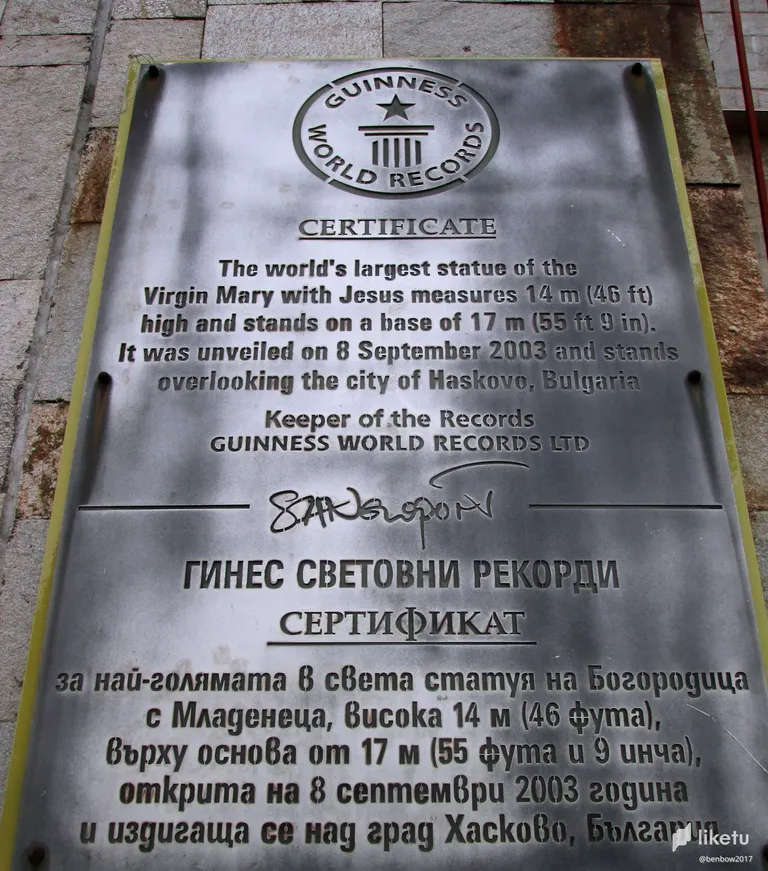 GUINNESS
WORLD RECORDS
CERTIFICATE
The world's largest statue of the
Virgin Mary with Jesus measures 14 m (46 ft)
high and stands on a base of 17 m (55 ft 9 in).
It was unveiled on 8 September 2003 and stands
overlooking the city of Haskovo, Bulgaria
Keeper of the Records
GUINNESS WORLD RECORDS LTD
ГИНЕС СВЕТОВНИ РЕКОРДИ
СЕРТИФИКАТ
за най-голямата в света статуя на Богородица
с Младенеца, висока 14 м (46 фута),
върху основа от 17 м (55 фута и 9 инча),
открита на 8 септември 2003 година
и издигаща се над град Хасково, България
liketu
@benbow2017